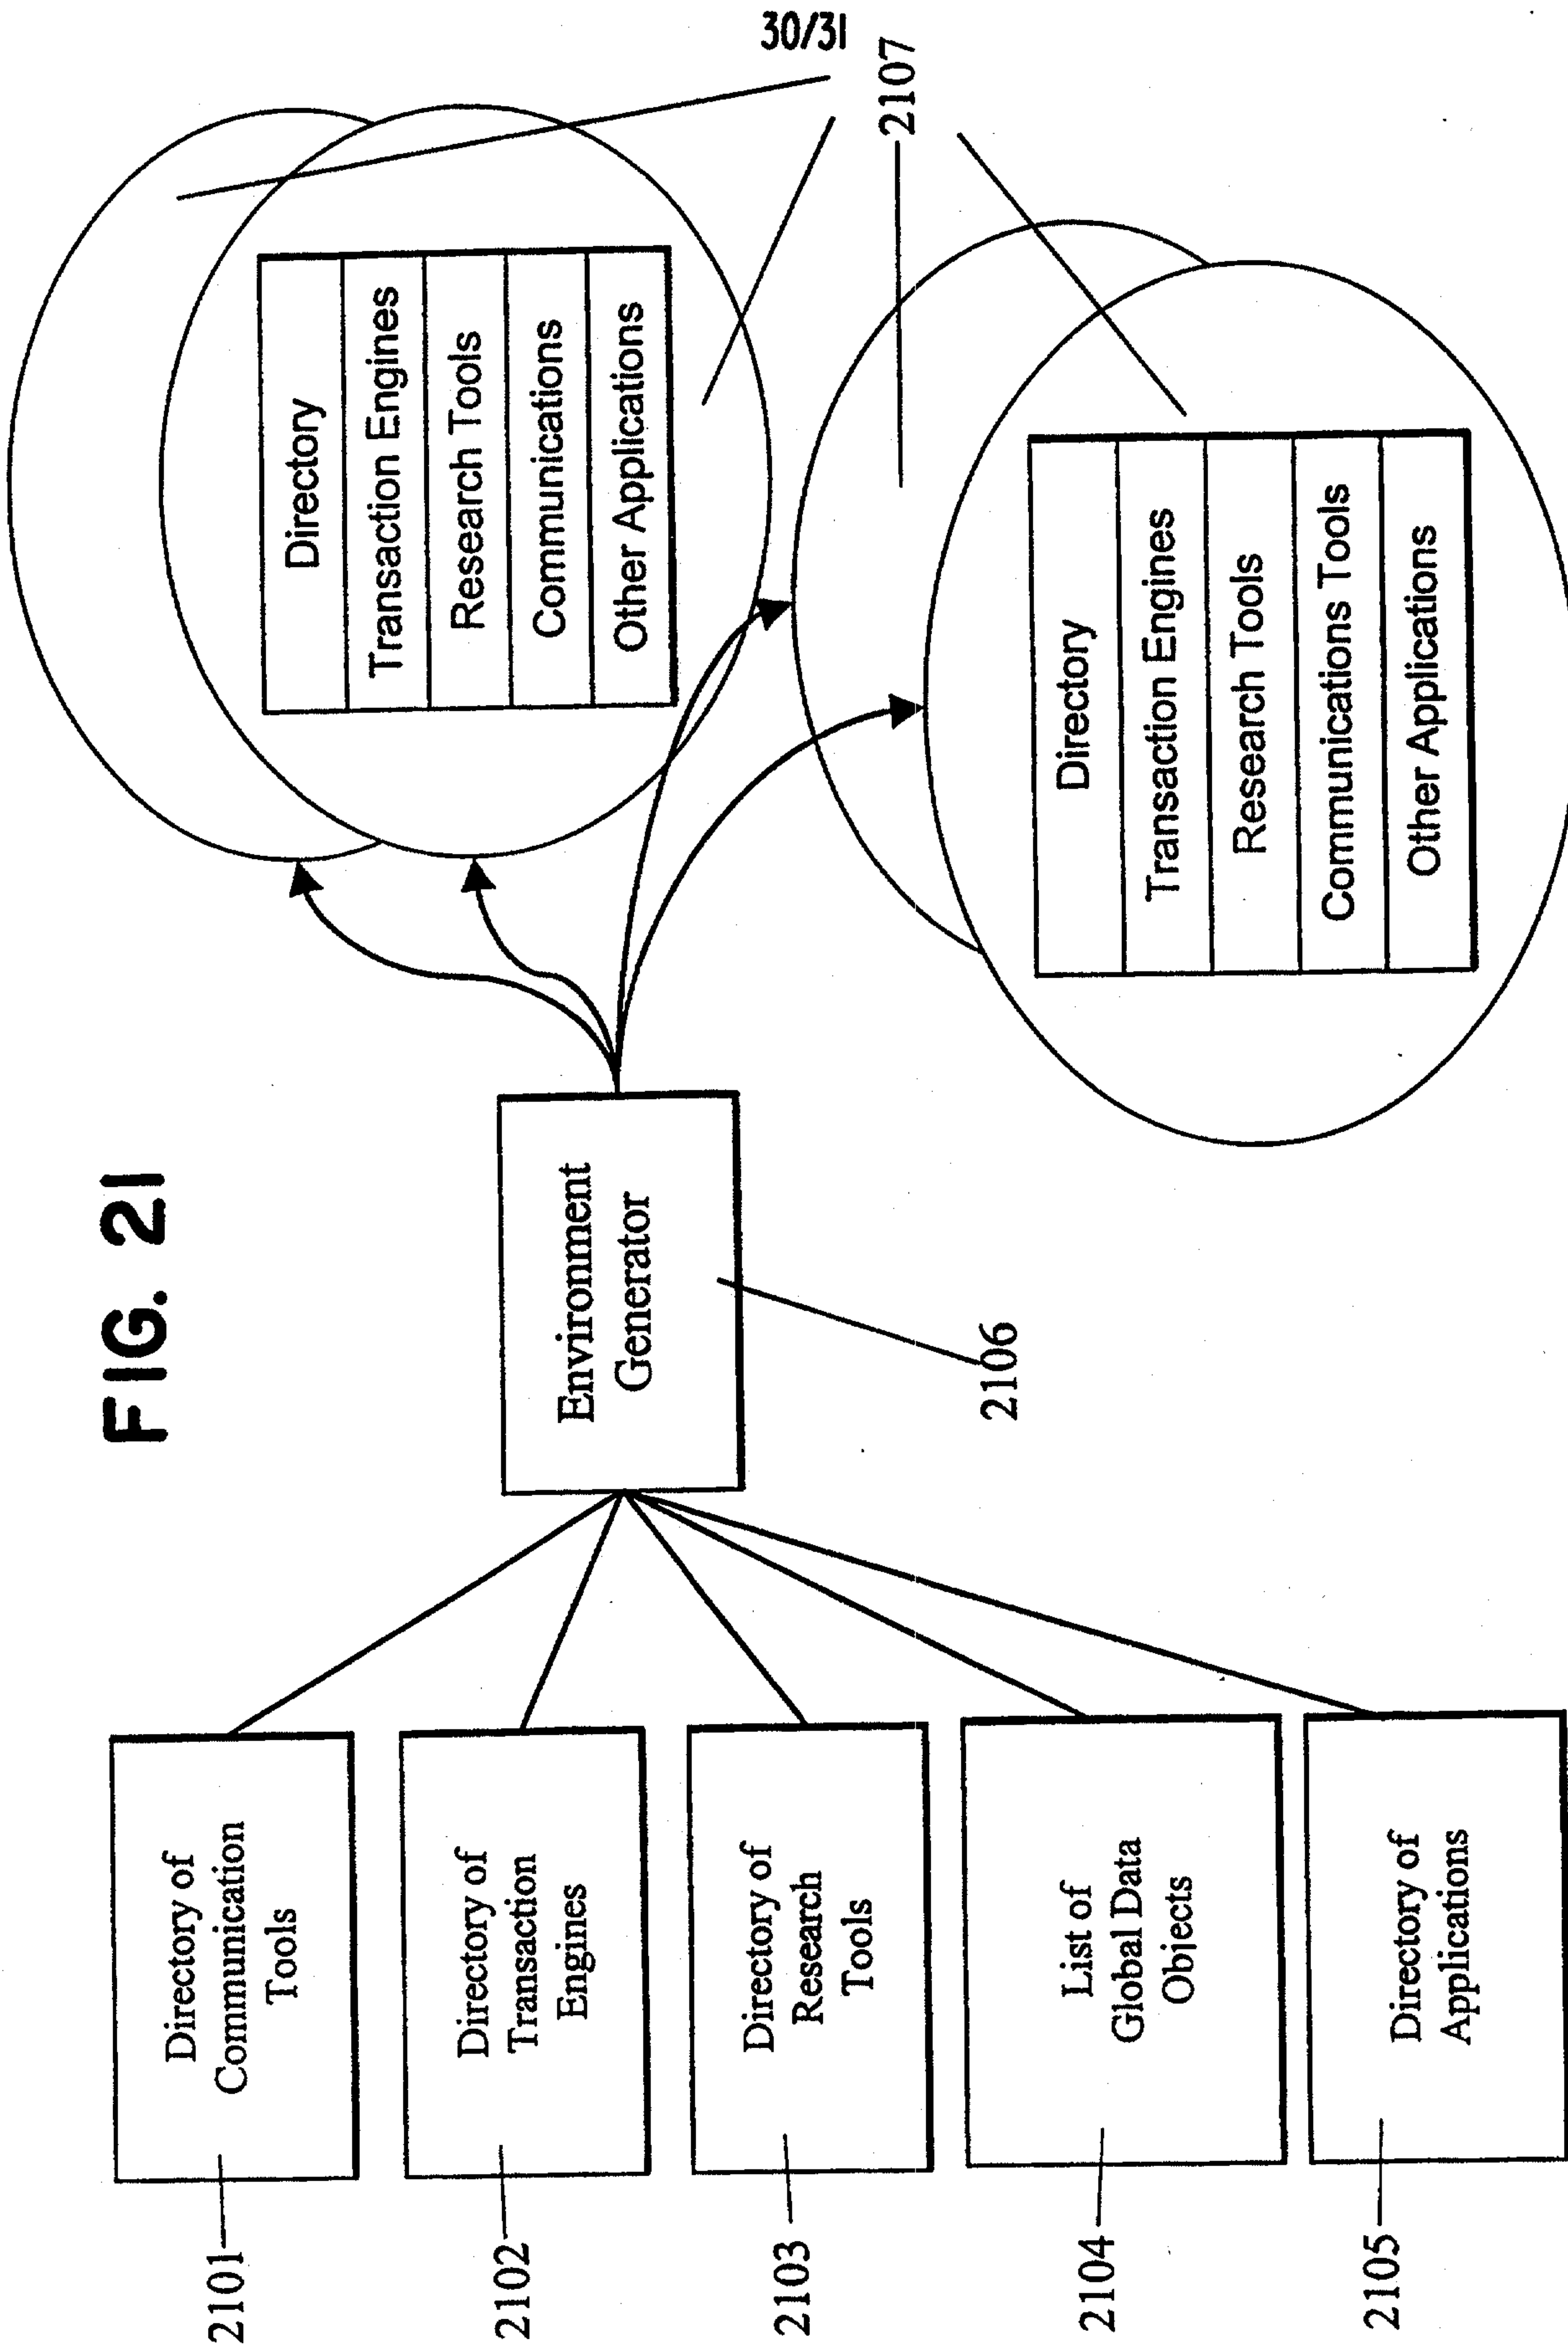 30/31
FIG. 21
2101
Directory of
Communication
Tools
2102
Directory of
Transaction
Engines
2103
Directory of
Research
Tools
2104
List of
Global Data
Objects
2105
Directory of
Applications
Environment
Generator
2106
Directory
Transaction Engines
Research Tools
Communications
Other Applications
2107
Directory
Transaction Engines
Research Tools
Communications Tools
Other Applications